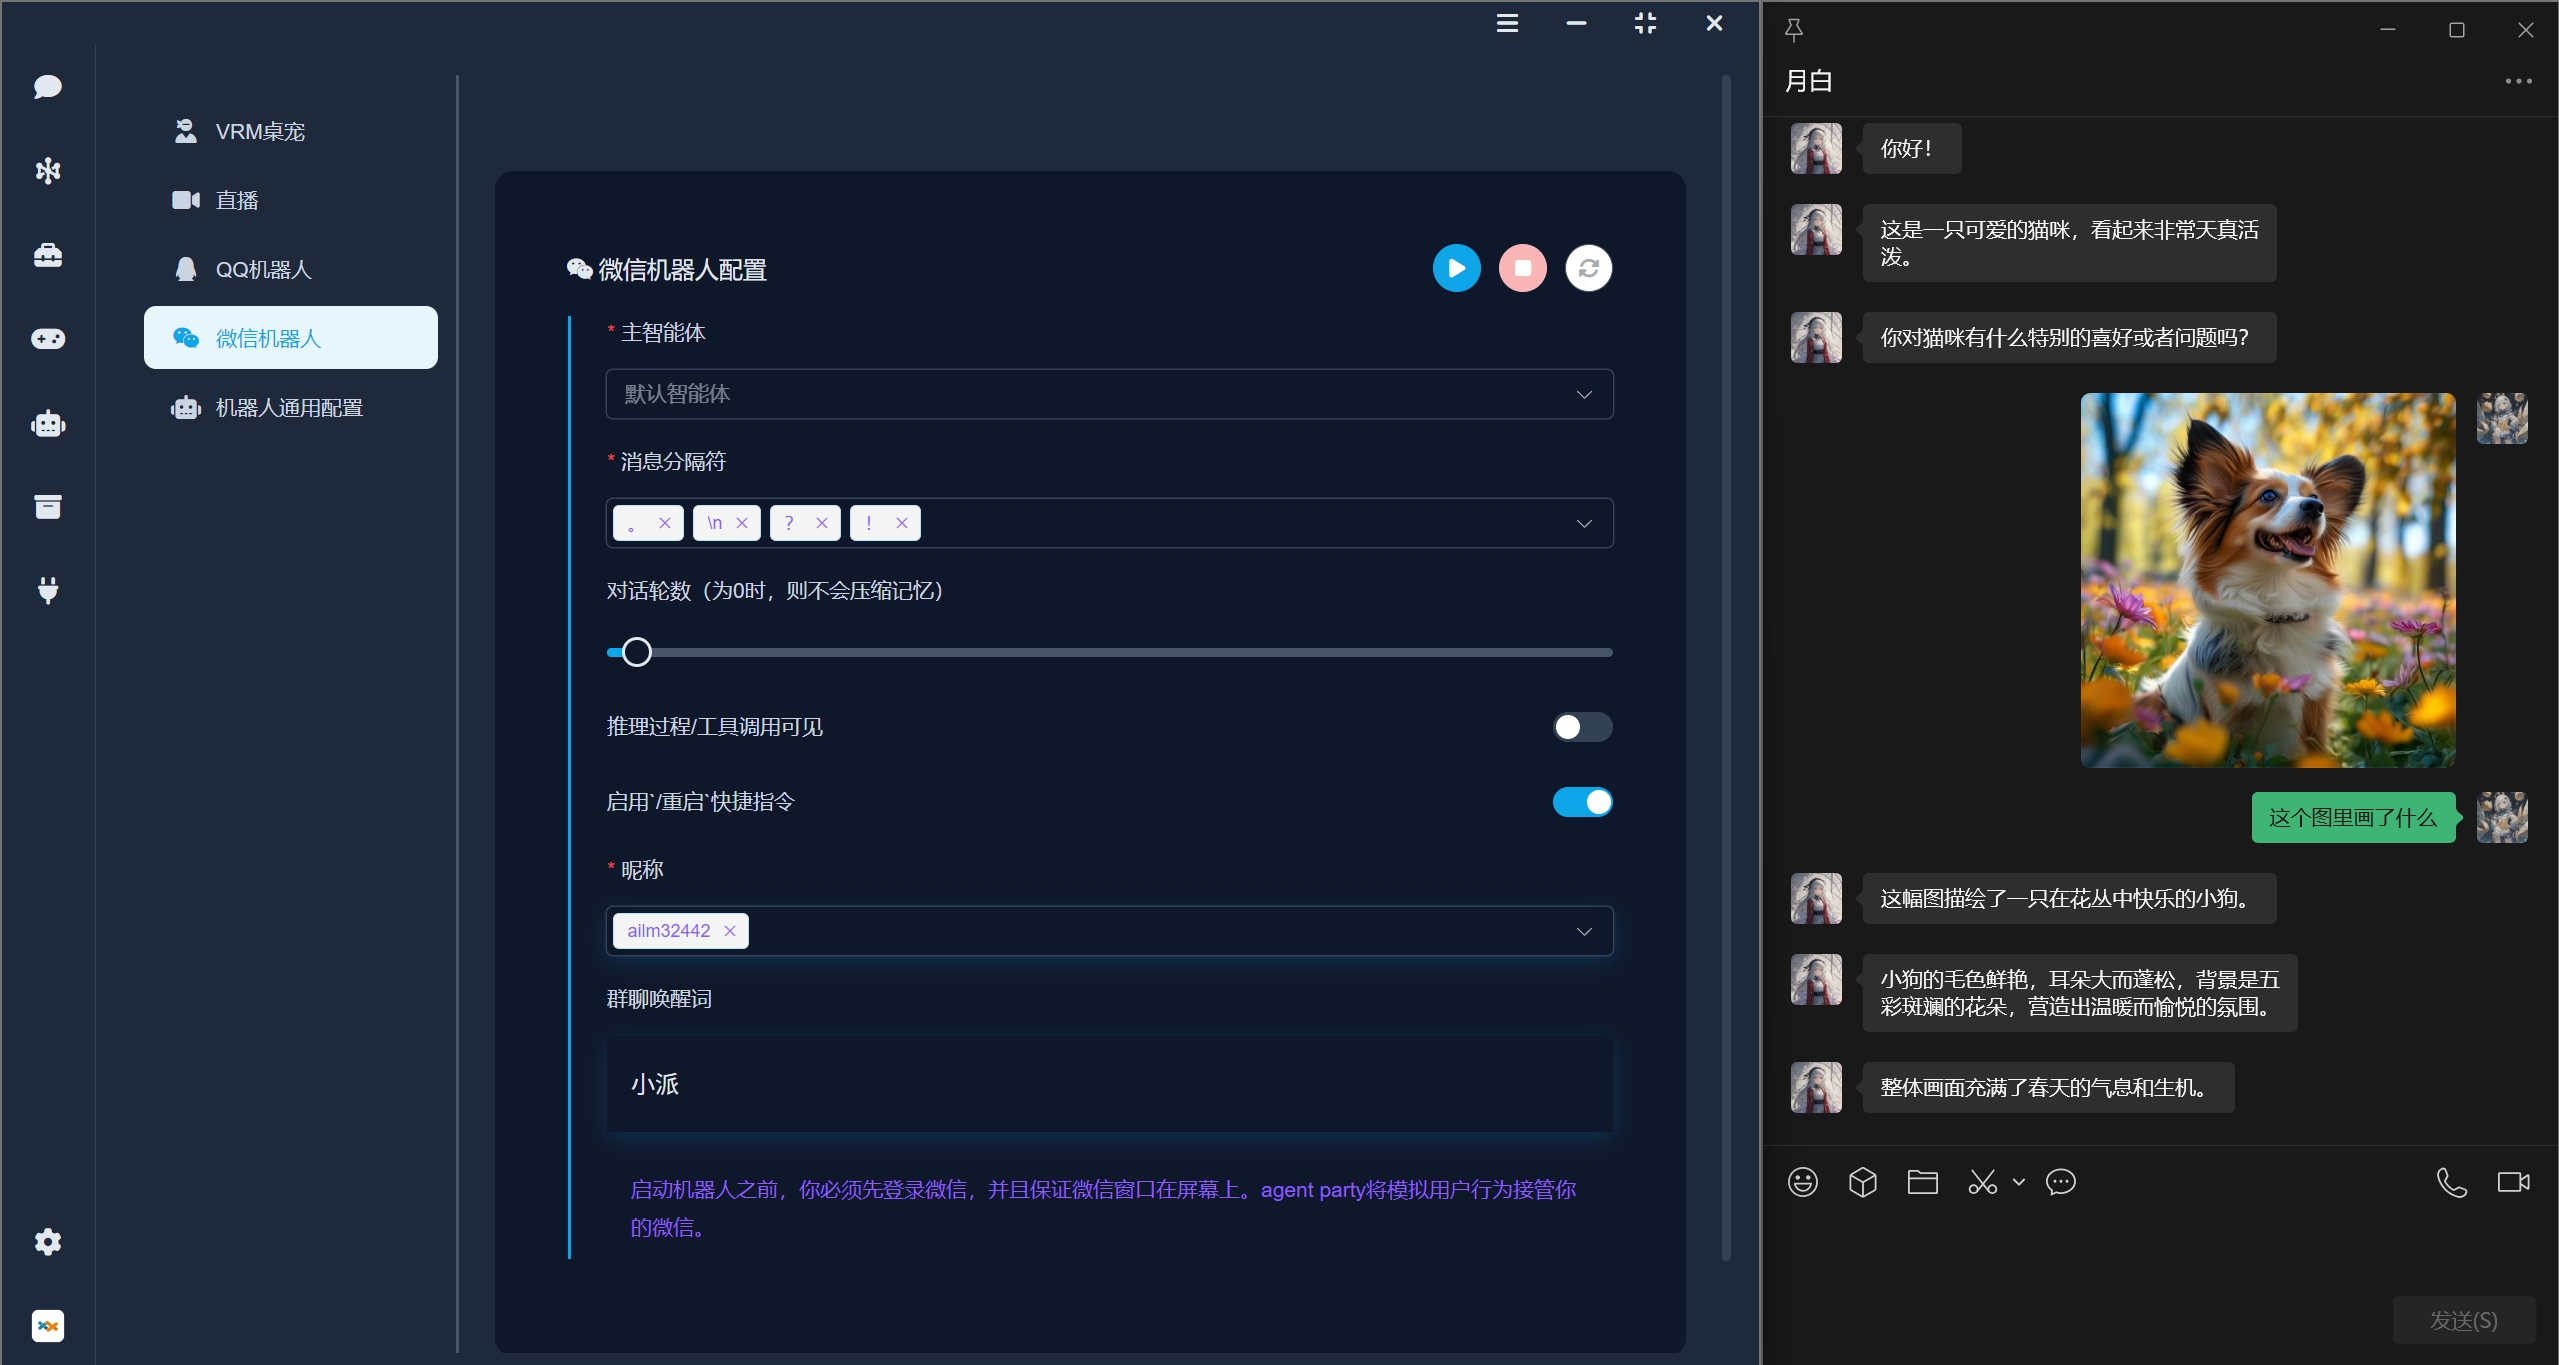 VRM桌宠
直播
QQ机器人
微信机器人
机器人通用配置
微信机器人配置
* 主智能体
默认智能体
* 消息分隔符
。 \n ? !
对话轮数（为0时，则不会压缩记忆）
推理过程/工具调用可见
启用`/重启`快捷指令
* 昵称
ailm32442
群聊唤醒词
小派
启动机器人之前，你必须先登录微信，并且保证微信窗口在屏幕上。agent party将模拟用户行为接管你
的微信。
月白
你好！
这是一只可爱的猫咪，看起来非常天真活
泼。
你对猫咪有什么特别的喜好或者问题吗？
这个图里画了什么
这幅图描绘了一只在花丛中快乐的小狗。
小狗的毛色鲜艳，耳朵大而蓬松，背景是五
彩斑斓的花朵，营造出温暖而愉悦的氛围。
整体画面充满了春天的气息和生机。
发送(S)